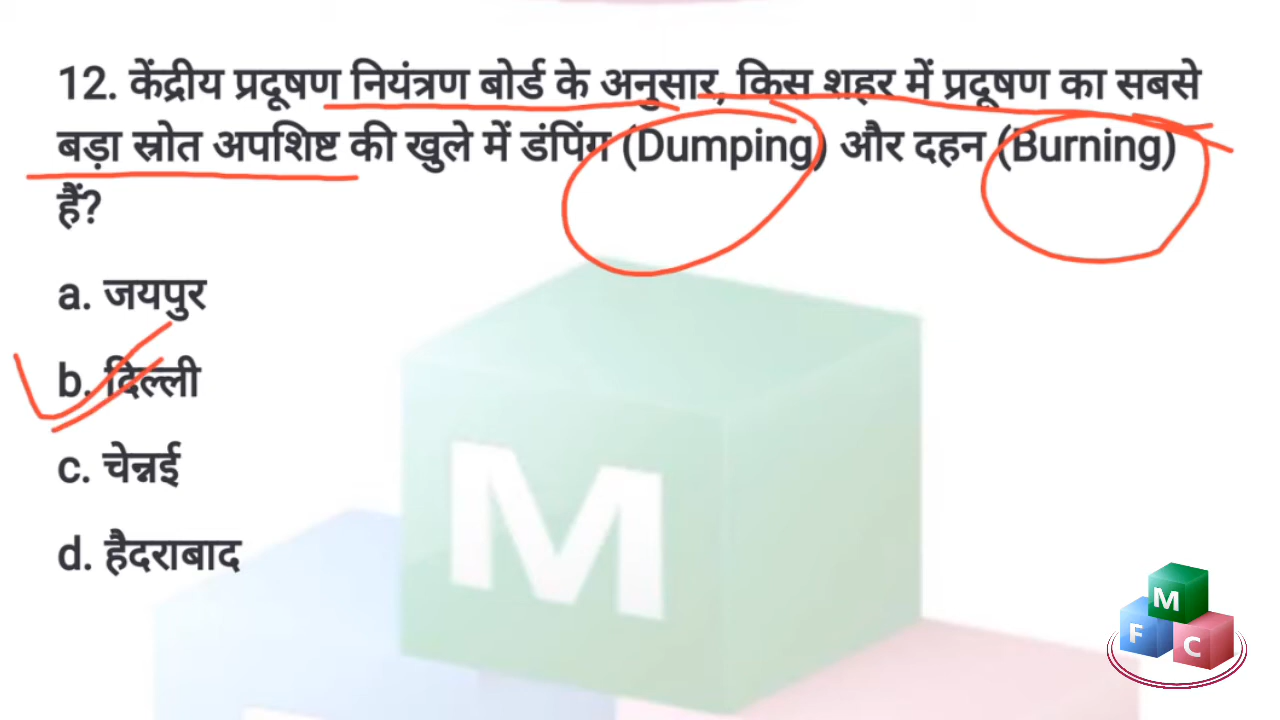 12. केंद्रीय प्रदूषण नियंत्रण बोर्ड के अनुसार, किस शहर में प्रदूषण का सबसे
बड़ा स्रोत अपशिष्ट की खुले में डंपिंग (Dumping) और दहन (Burning)
हैं?
a. जयपुर
b. दिल्ली
c. चेन्नई
d. हैदराबाद
M
M
F
C